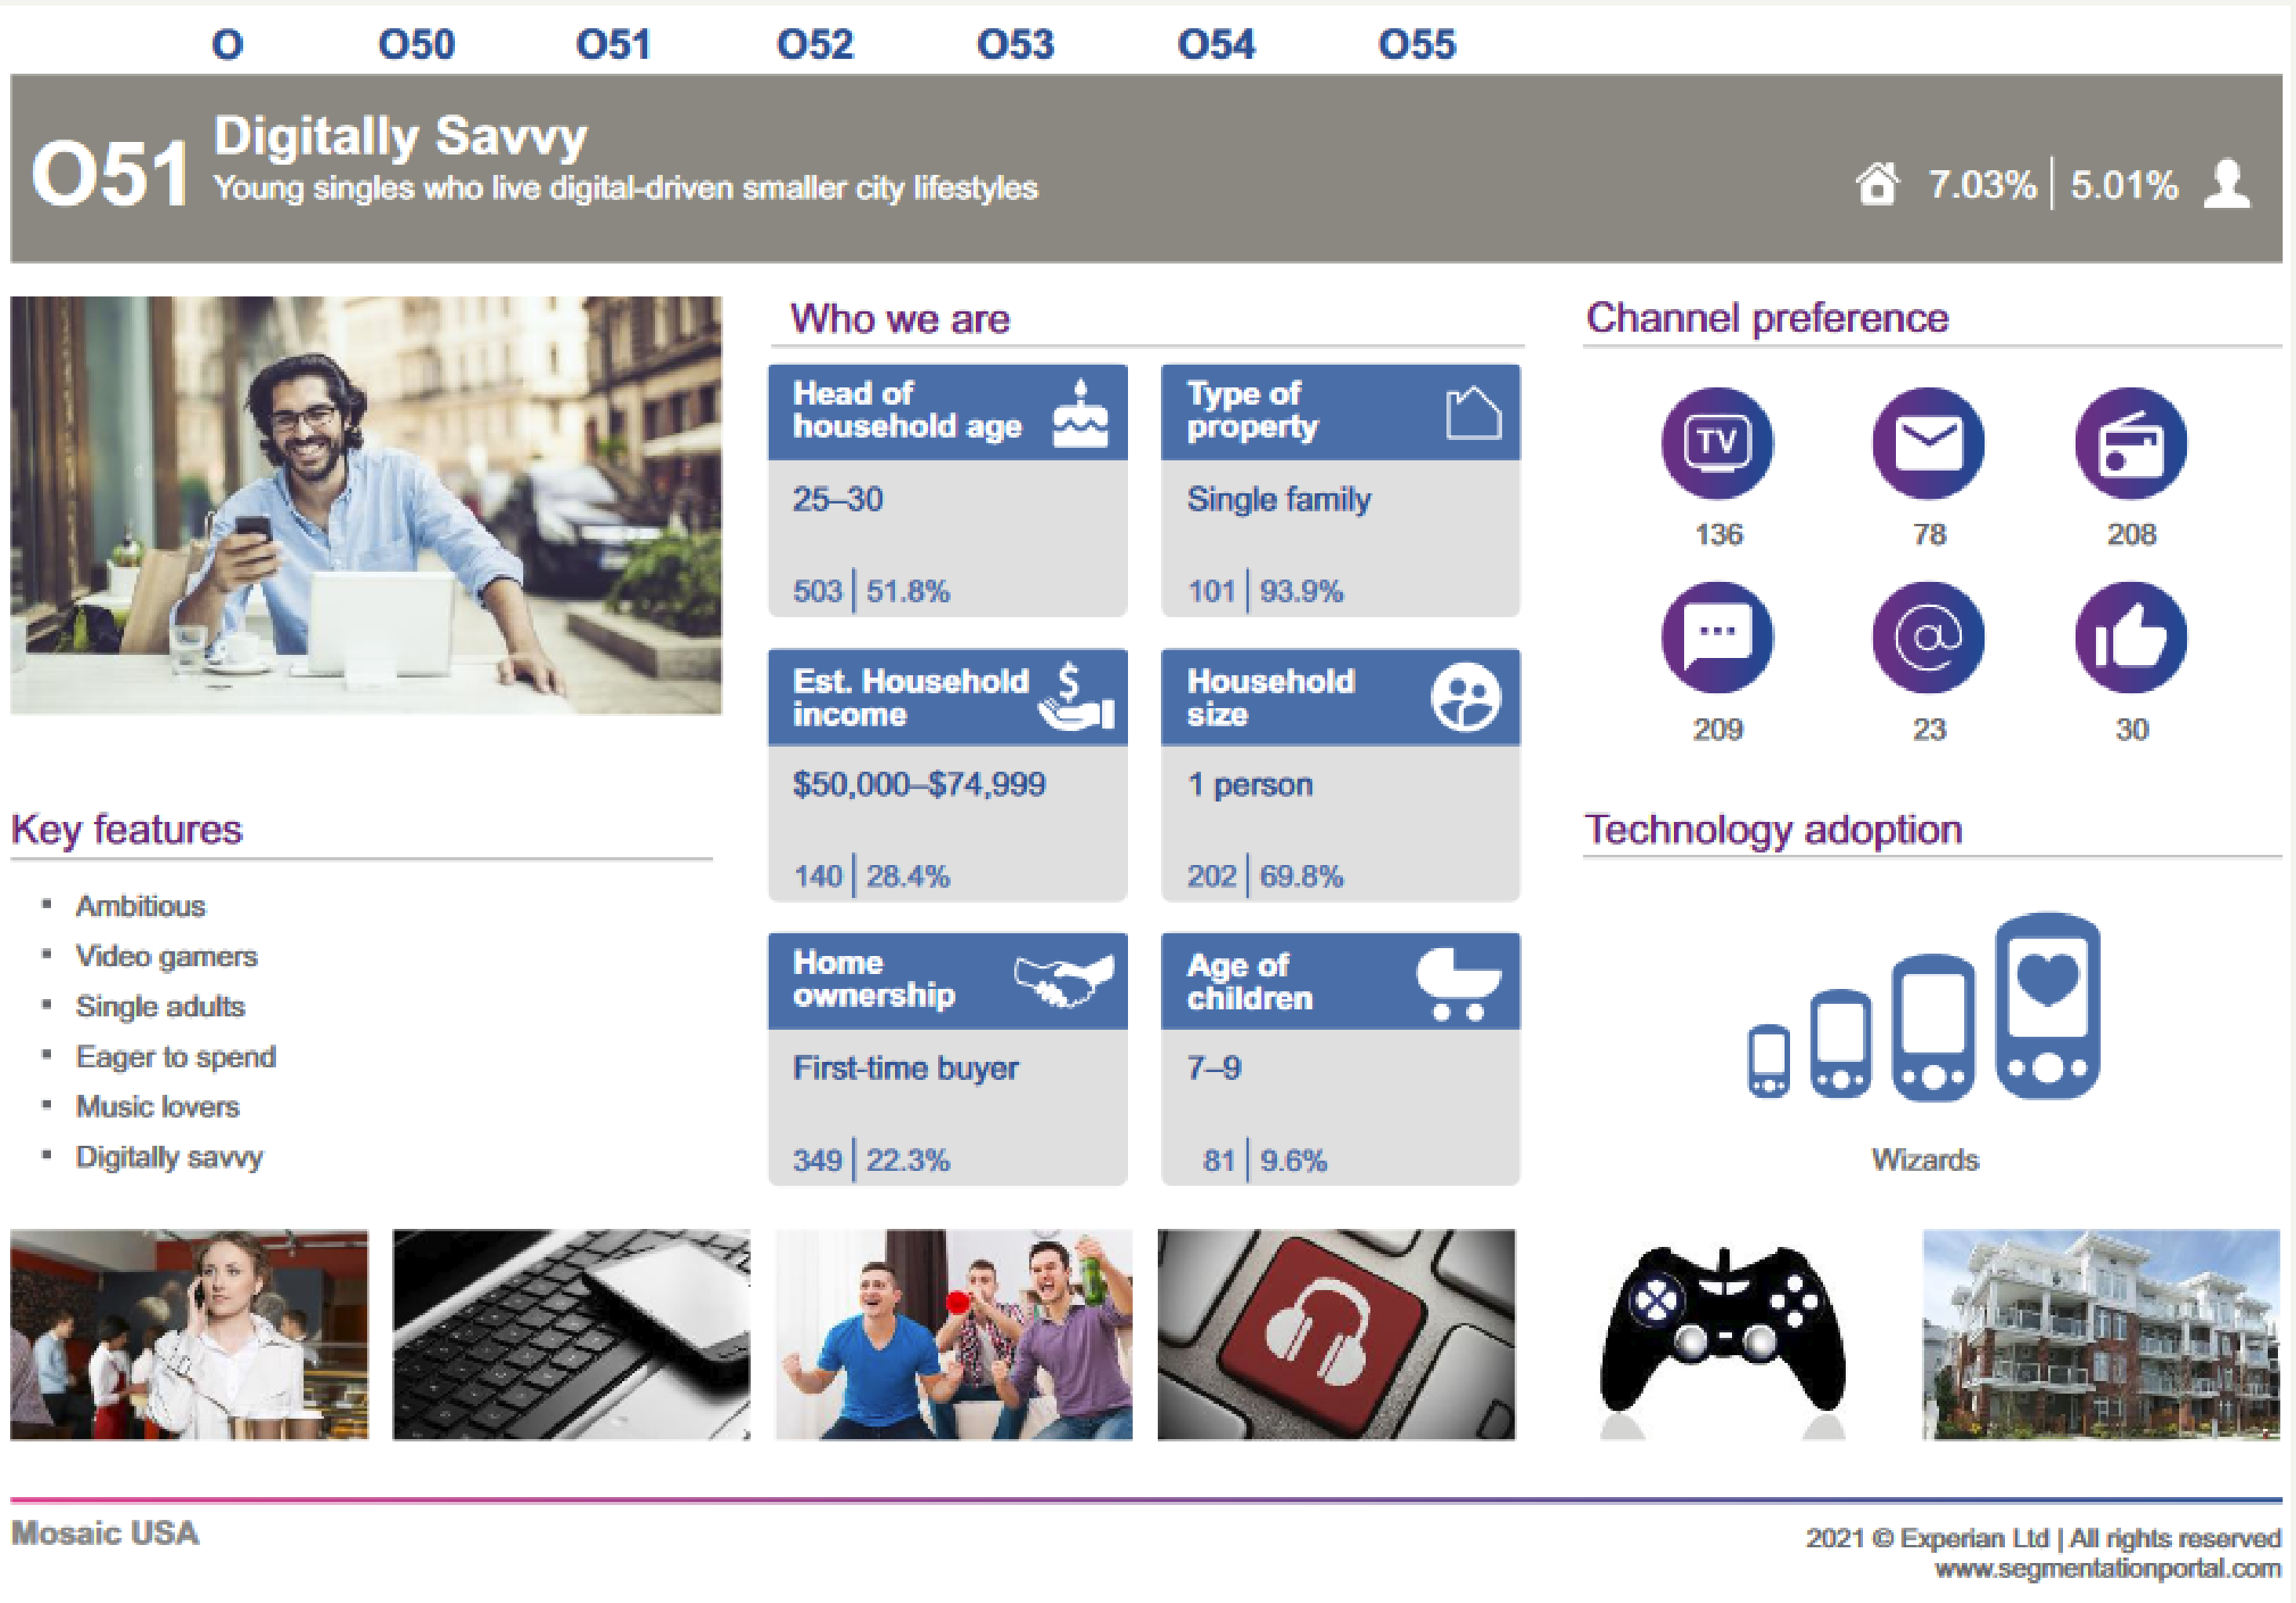 O O50 O51 O52 O53 O54 O55
O51
Digitally Savvy
Young singles who live digital-driven smaller city lifestyles
7.03% | 5.01%
Who we are
Head of
household age
25–30
503 | 51.8%
Type of
property
Single family
101 | 93.9%
Est. Household
income
$50,000–$74,999
140 | 28.4%
Household
size
1 person
202 | 69.8%
Home
ownership
First-time buyer
349 | 22.3%
Age of
children
7–9
81 | 9.6%
Channel preference
TV
136 78 208
@
209 23 30
Key features
▪ Ambitious
▪ Video gamers
▪ Single adults
▪ Eager to spend
▪ Music lovers
▪ Digitally savvy
Technology adoption
Wizards
Mosaic USA
2021 © Experian Ltd | All rights reserved
www.segmentationportal.com